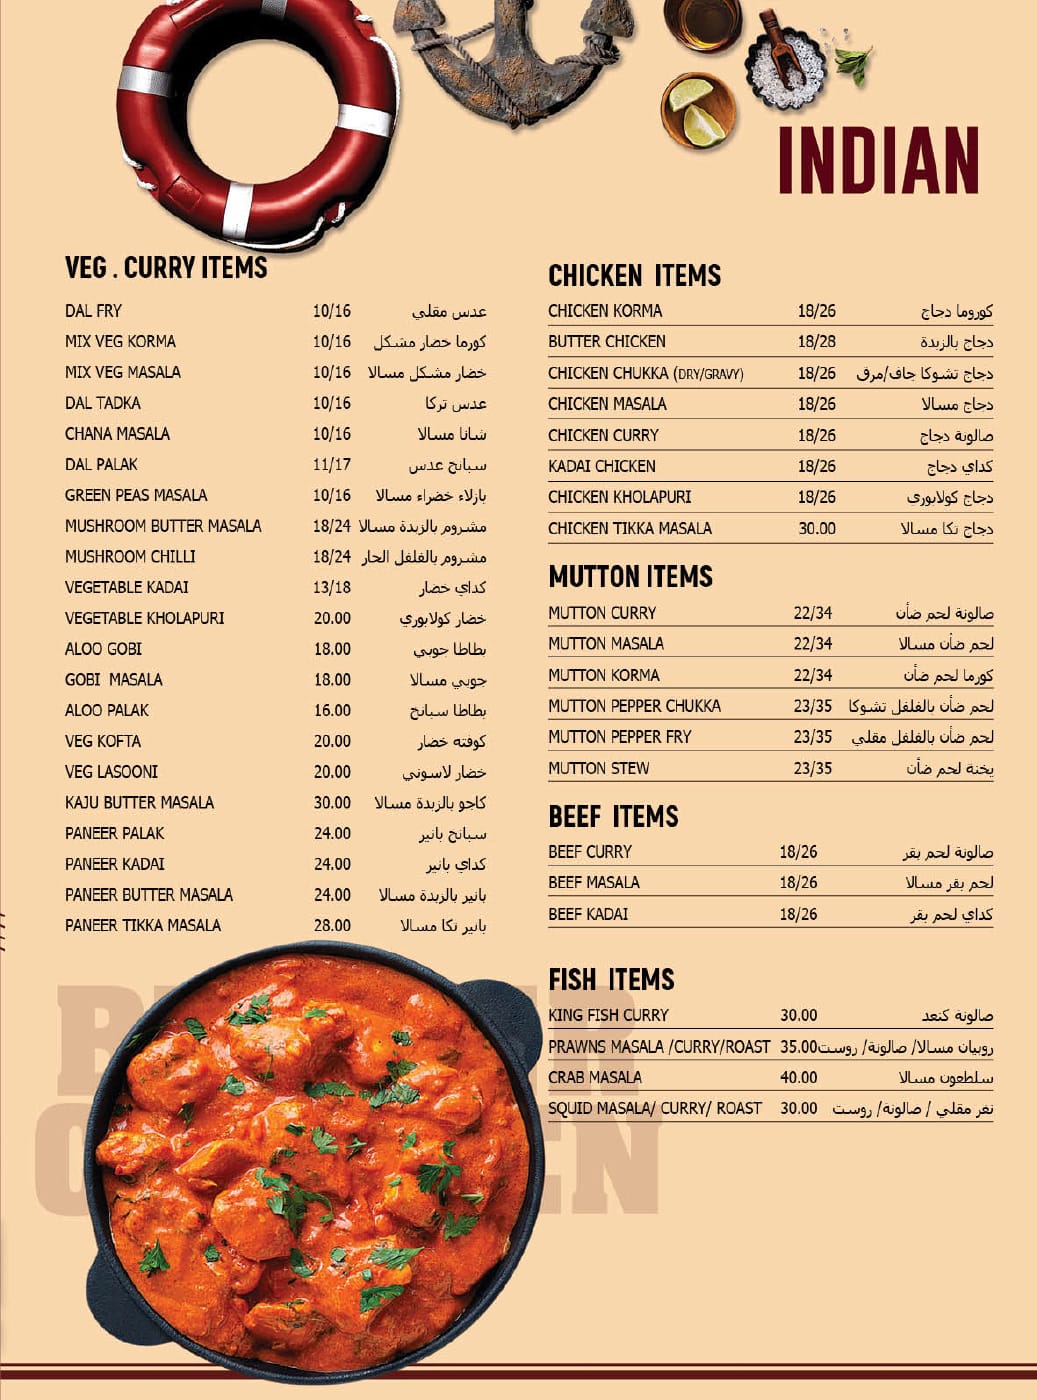 INDIAN
VEG . CURRY ITEMS
DAL FRY 10/16 عدس مقلي
MIX VEG KORMA 10/16 كورما خضار مشكل
MIX VEG MASALA 10/16 خضار مشكل مسالا
DAL TADKA 10/16 عدس تركا
CHANA MASALA 10/16 شانا مسالا
DAL PALAK 11/17 سبانخ عدس
GREEN PEAS MASALA 10/16 بازلاء خضراء مسالا
MUSHROOM BUTTER MASALA 18/24 مشروم بالزبدة مسالا
MUSHROOM CHILLI 18/24 مشروم بالفلفل الحار
VEGETABLE KADAI 13/18 كداي خضار
VEGETABLE KHOLAPURI 20.00 خضار كولابوري
ALOO GOBI 18.00 بطاطا جوبي
GOBI MASALA 18.00 جوبي مسالا
ALOO PALAK 16.00 بطاطا سبانخ
VEG KOFTA 20.00 كوفته خضار
VEG LASOONI 20.00 خضار لاسوني
KAJU BUTTER MASALA 30.00 كاجو بالزبدة مسالا
PANEER PALAK 24.00 سبانخ بانير
PANEER KADAI 24.00 كداي بانير
PANEER BUTTER MASALA 24.00 بانير بالزبدة مسالا
PANEER TIKKA MASALA 28.00 بانير تكا مسالا
CHICKEN ITEMS
CHICKEN KORMA 18/26 كوروما دجاج
BUTTER CHICKEN 18/28 دجاج بالزبدة
CHICKEN CHUKKA (DRY/GRAVY) 18/26 دجاج تشوكا جاف/مرق
CHICKEN MASALA 18/26 دجاج مسالا
CHICKEN CURRY 18/26 صالونة دجاج
KADAI CHICKEN 18/26 كداي دجاج
CHICKEN KHOLAPURI 18/26 دجاج كولابوري
CHICKEN TIKKA MASALA 30.00 دجاج تكا مسالا
MUTTON ITEMS
MUTTON CURRY 22/34 صالونة لحم ضأن
MUTTON MASALA 22/34 لحم ضأن مسالا
MUTTON KORMA 22/34 كورما لحم ضأن
MUTTON PEPPER CHUKKA 23/35 لحم ضأن بالفلفل تشوكا
MUTTON PEPPER FRY 23/35 لحم ضأن بالفلفل مقلي
MUTTON STEW 23/35 يخنة لحم ضأن
BEEF ITEMS
BEEF CURRY 18/26 صالونة لحم بقر
BEEF MASALA 18/26 لحم بقر مسالا
BEEF KADAI 18/26 كداي لحم بقر
FISH ITEMS
KING FISH CURRY 30.00 صالونة كنعد
PRAWNS MASALA /CURRY/ROAST 35.00 روبيان مسالا/ صالونة/ روست
CRAB MASALA 40.00 سلطعون مسالا
SQUID MASALA/ CURRY/ ROAST 30.00 نغر مقلي / صالونة/ روست